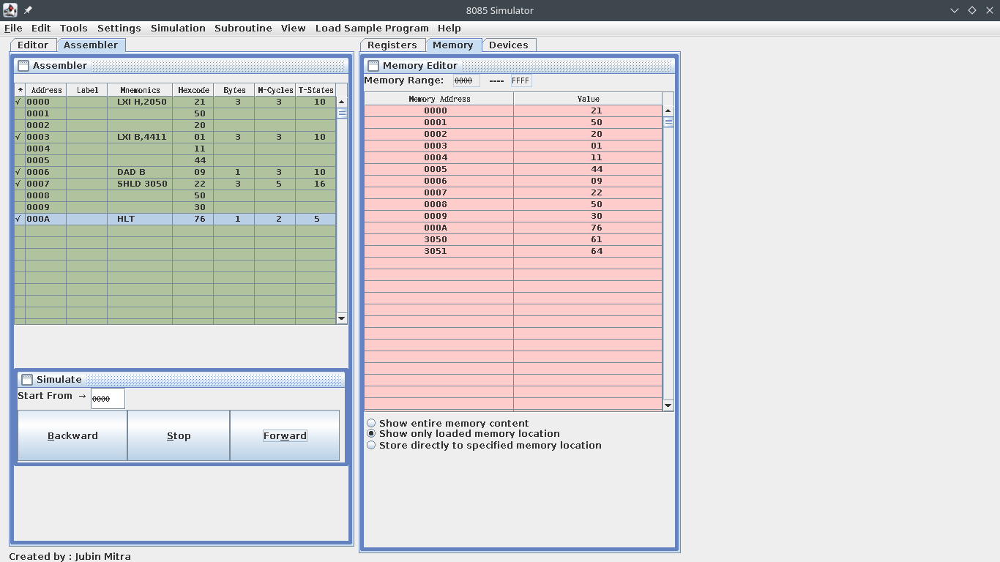 8085 Simulator
File Edit Tools Settings Simulation Subroutine View Load Sample Program Help
Editor Assembler
Assembler
* Address Label Mnemonics Hexcode Bytes M-Cycles T-States
√ 0000 LXI H,2050 21 3 3 10
0001 50
0002 20
√ 0003 LXI B,4411 01 3 3 10
0004 11
0005 44
√ 0006 DAD B 09 1 3 10
√ 0007 SHLD 3050 22 3 5 16
0008 50
0009 30
√ 000A HLT 76 1 2 5
Simulate
Start From → 0000
Backward Stop Forward
Registers Memory Devices
Memory Editor
Memory Range: 0000 ---- FFFF
Memory Address Value
0000 21
0001 50
0002 20
0003 01
0004 11
0005 44
0006 09
0007 22
0008 50
0009 30
000A 76
3050 61
3051 64
Show entire memory content
Show only loaded memory location
Store directly to specified memory location
Created by : Jubin Mitra